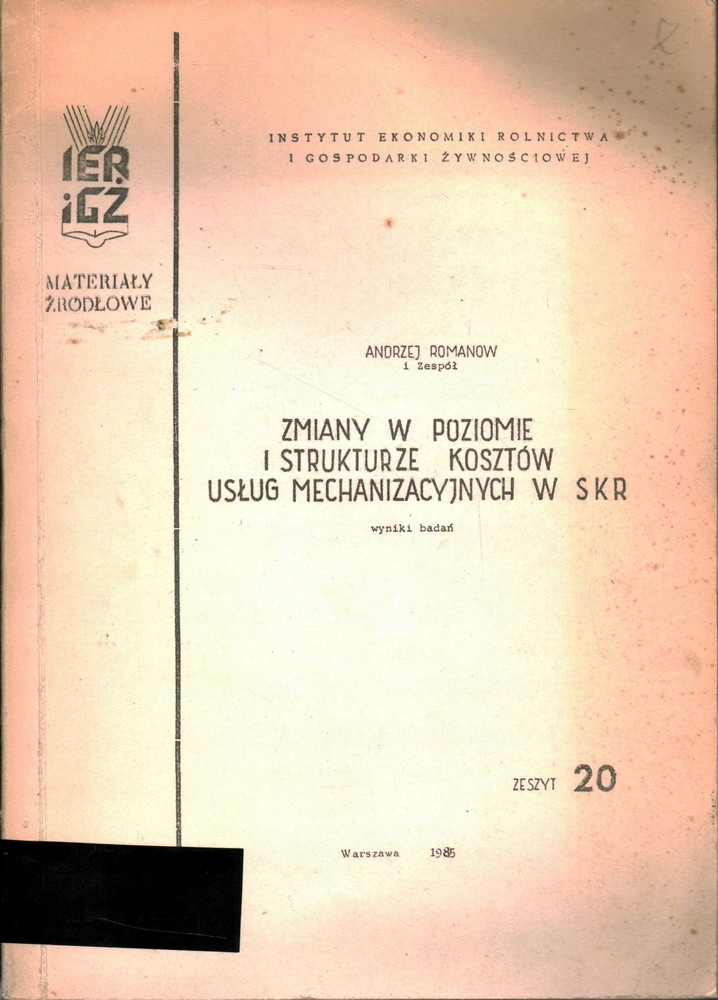 INSTYTUT EKONOMIKI ROLNICTWA
I GOSPODARKI ŻYWNOŚCIOWEJ
IER
iGŻ
MATERIAŁY
ŹRÓDŁOWE
ANDRZEJ ROMANOW
i Zespół
ZMIANY W POZIOMIE
I STRUKTURZE KOSZTÓW
USŁUG MECHANIZACYJNYCH W SKR
wyniki badań
ZESZYT 20
Warszawa 1985